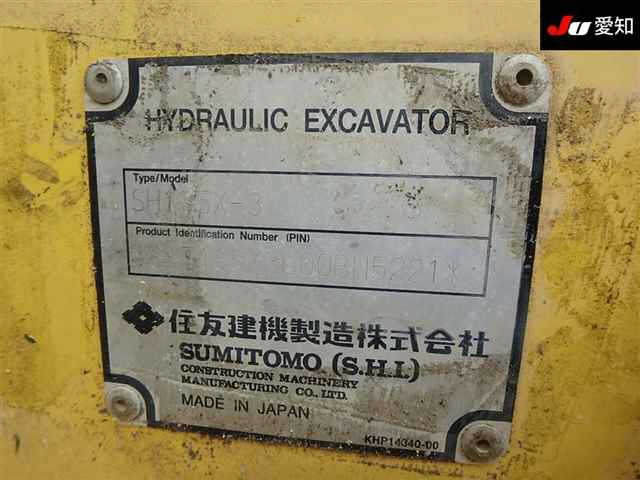 Ju 愛知
HYDRAULIC EXCAVATOR
Type/Model
Product Identification Number (PIN)
住友建機製造株式会社
SUMITOMO (S.H.I.)
CONSTRUCTION MACHINERY
MANUFACTURING CO., LTD.
MADE IN JAPAN
KHP14340-00